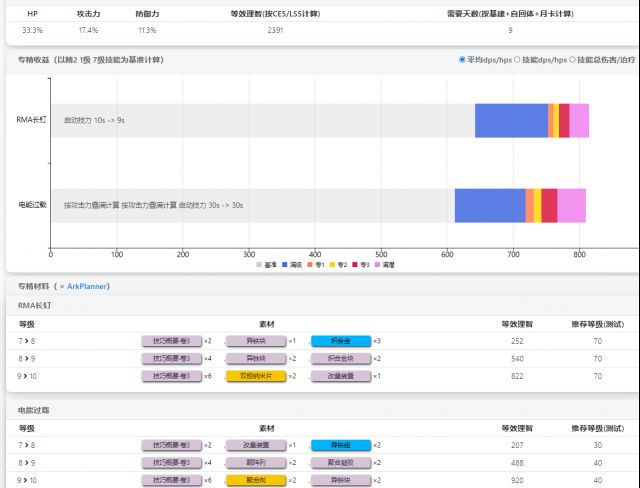 HP 攻击力 防御力 等效理智(按CE5/LS5计算) 需要天数(按基建+自回体+月卡计算)
33.3% 17.4% 11.3% 2391 9
专精收益（以精2 1级 7级技能为基准计算） 平均dps/hps 技能dps/hps 技能总伤害/治疗
RMA长钉 启动技力 10s -> 9s
电能过载 按攻击力叠满计算 按攻击力叠满计算 启动技力 30s -> 30s
0 100 200 300 400 500 600 700 800
基准 满级 专1 专2 专3 满潜
专精材料（ × ArkPlanner）
RMA长钉
等级 素材 等效理智 推荐等级(测试)
7 > 8 技巧概要·卷3 ×2 , 异铁块 ×1 , 炽合金 ×3 252 70
8 > 9 技巧概要·卷3 ×4 , 异铁块 ×2 , 炽合金块 ×2 540 70
9 > 10 技巧概要·卷3 ×6 , 双极纳米片 ×2 , 改量装置 ×1 822 70
电能过载
等级 素材 等效理智 推荐等级(测试)
7 > 8 技巧概要·卷3 ×2 , 改量装置 ×1 , 异铁组 ×2 207 30
8 > 9 技巧概要·卷3 ×4 , ×2 , 聚合凝胶 ×2 488 40
9 > 10 技巧概要·卷3 ×6 , 聚合剂 ×2 , 异铁块 ×2 920 40